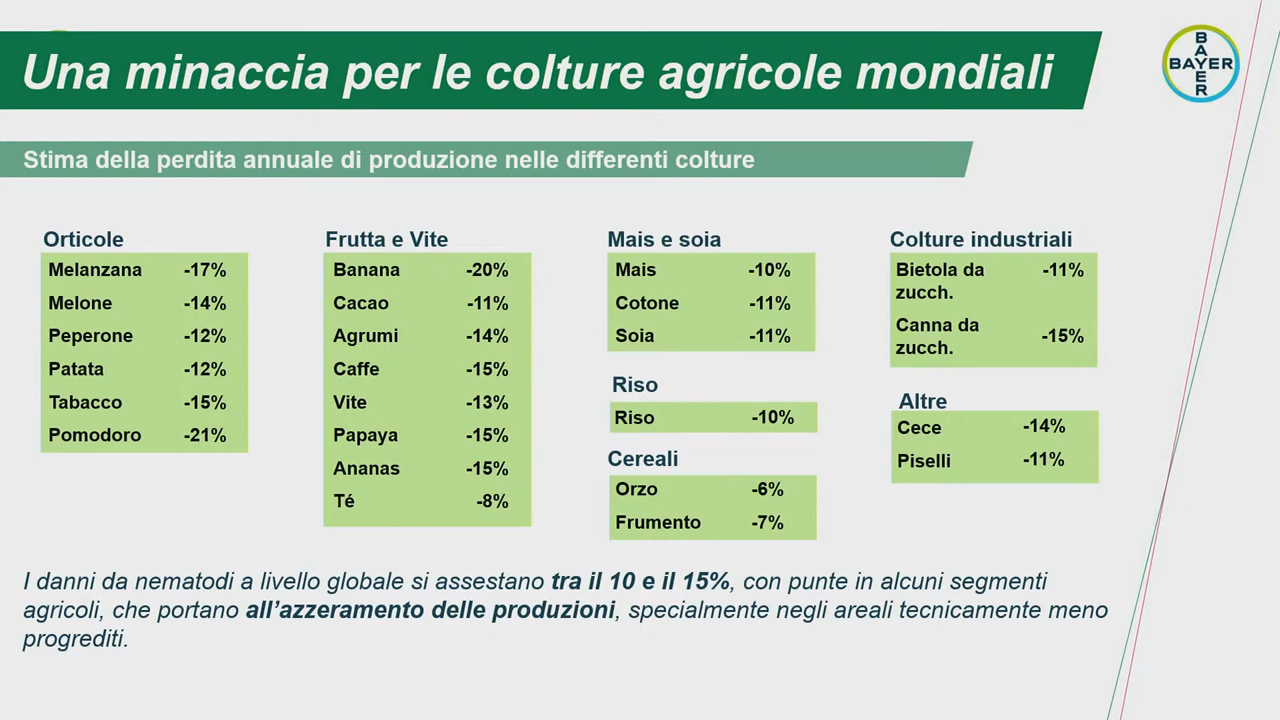 Una minaccia per le colture agricole mondiali
BAYER
BAYER
Stima della perdita annuale di produzione nelle differenti colture
Orticole
Melanzana -17%
Melone -14%
Peperone -12%
Patata -12%
Tabacco -15%
Pomodoro -21%
Frutta e Vite
Banana -20%
Cacao -11%
Agrumi -14%
Caffe -15%
Vite -13%
Papaya -15%
Ananas -15%
Té -8%
Mais e soia
Mais -10%
Cotone -11%
Soia -11%
Riso
Riso -10%
Cereali
Orzo -6%
Frumento -7%
Colture industriali
Bietola da -11%
zucch.
Canna da
zucch. -15%
Altre
Cece -14%
Piselli -11%
I danni da nematodi a livello globale si assestano tra il 10 e il 15%, con punte in alcuni segmenti
agricoli, che portano all’azzeramento delle produzioni, specialmente negli areali tecnicamente meno
progrediti.